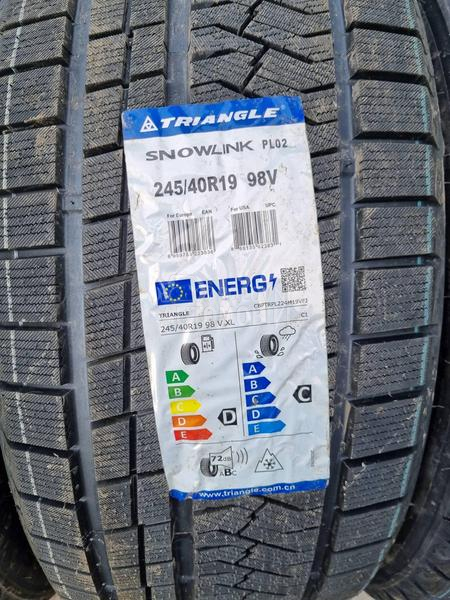 TRIANGLE
SNOWLINK PL02
245/40R19 98V
For Europe EAN For USA UPC
ENERG
TRIANGLE
245/40R19 98 V XL C1
A
B
C
D
E
D
A
B
C
D
E
C
72dB
ABC
www.triangle.com.cn